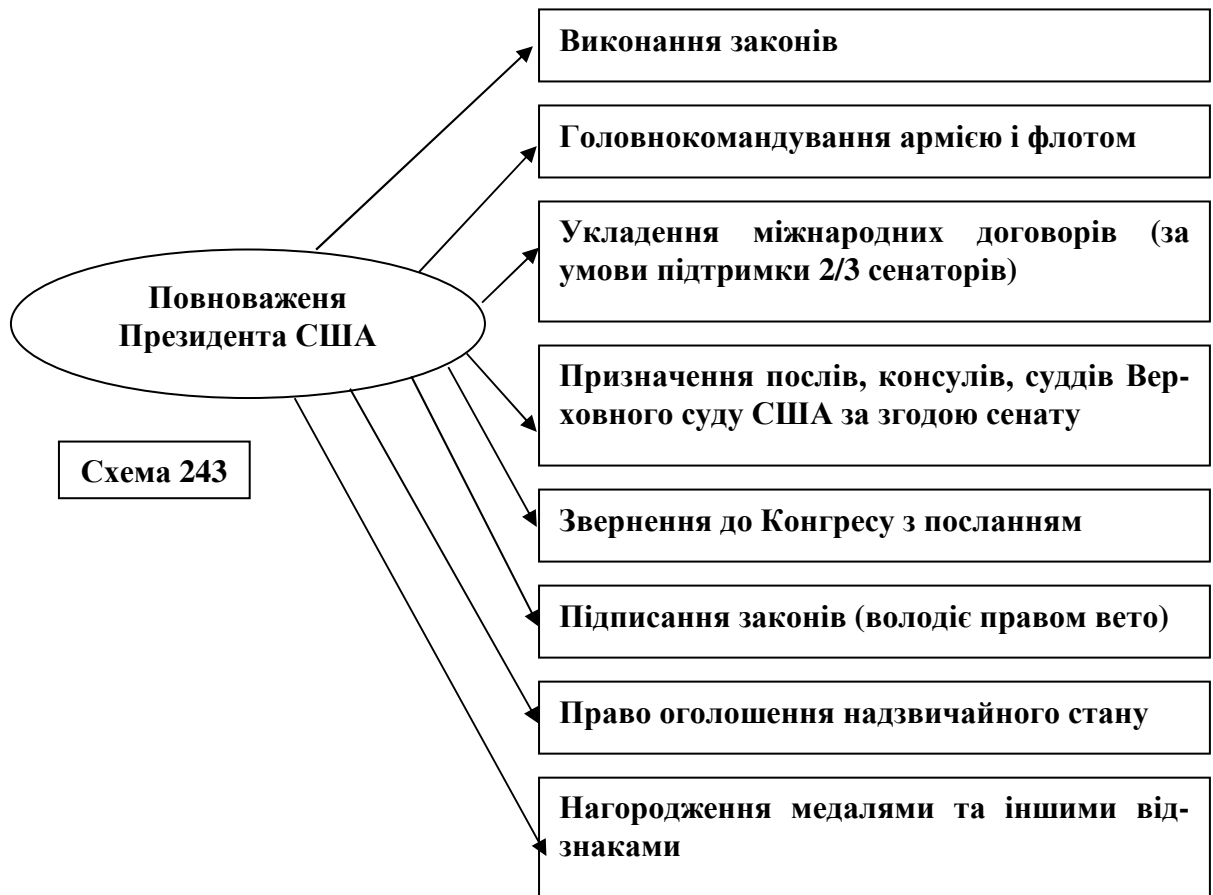 Виконання законів
Головнокомандування армією і флотом
Укладення міжнародних договорів (за
умови підтримки 2/3 сенаторів)
Повноваженя
Президента США
Призначення послів, консулів, суддів Вер-
ховного суду США за згодою сенату
Схема 243
Звернення до Конгресу з посланням
Підписання законів (володіє правом вето)
Право оголошення надзвичайного стану
Нагородження медалями та іншими від-
знаками